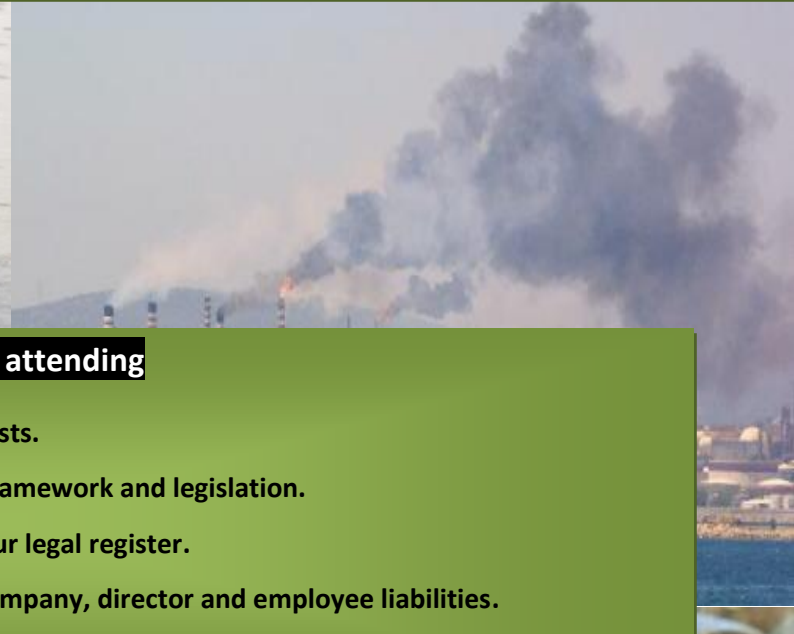 attending
sts.
amework and legislation.
ur legal register.
mpany, director and employee liabilities.